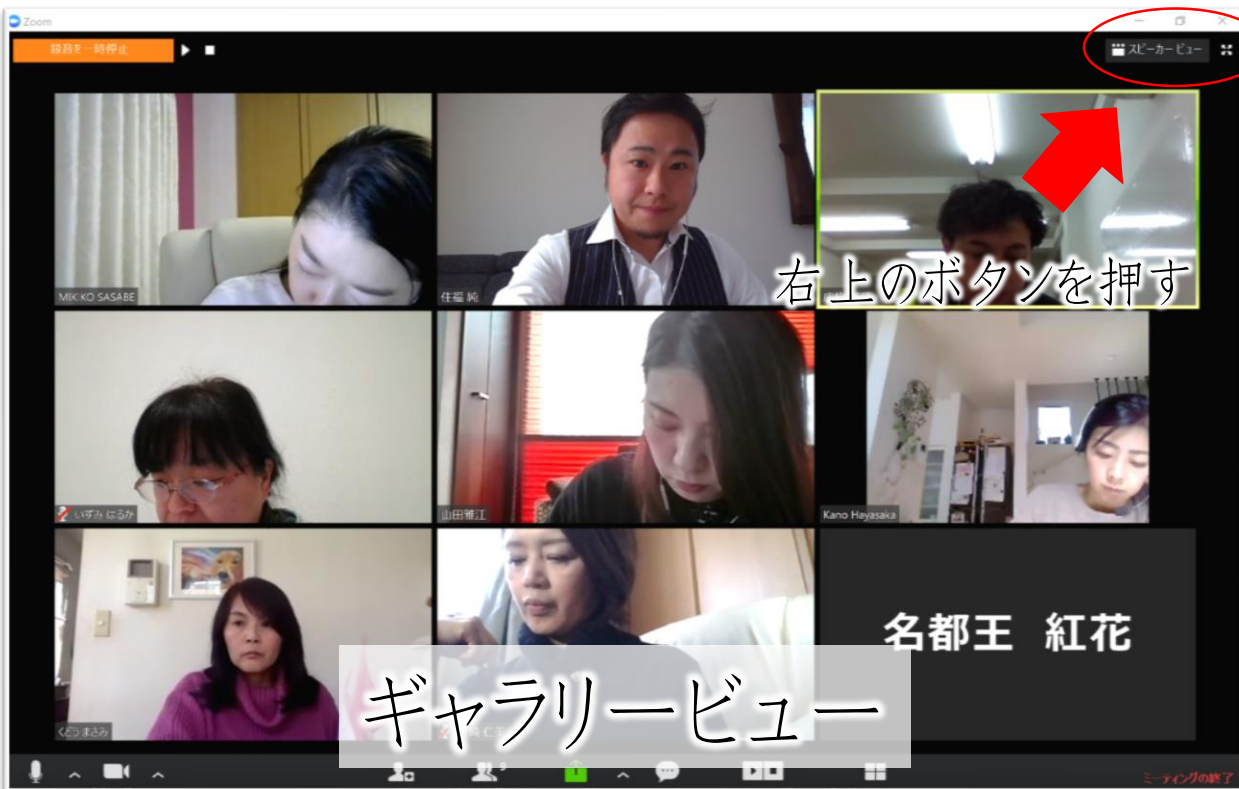 Zoom
録音を一時停止
スピーカー ビュー
MIKIKO SASABE
住福 純
右上のボタンを押す
いずみ はるか
山田雅江
Kano Hayasaka
名都王 紅花
くどう まさみ
ギャラリービュー
9
ミーティングの終了